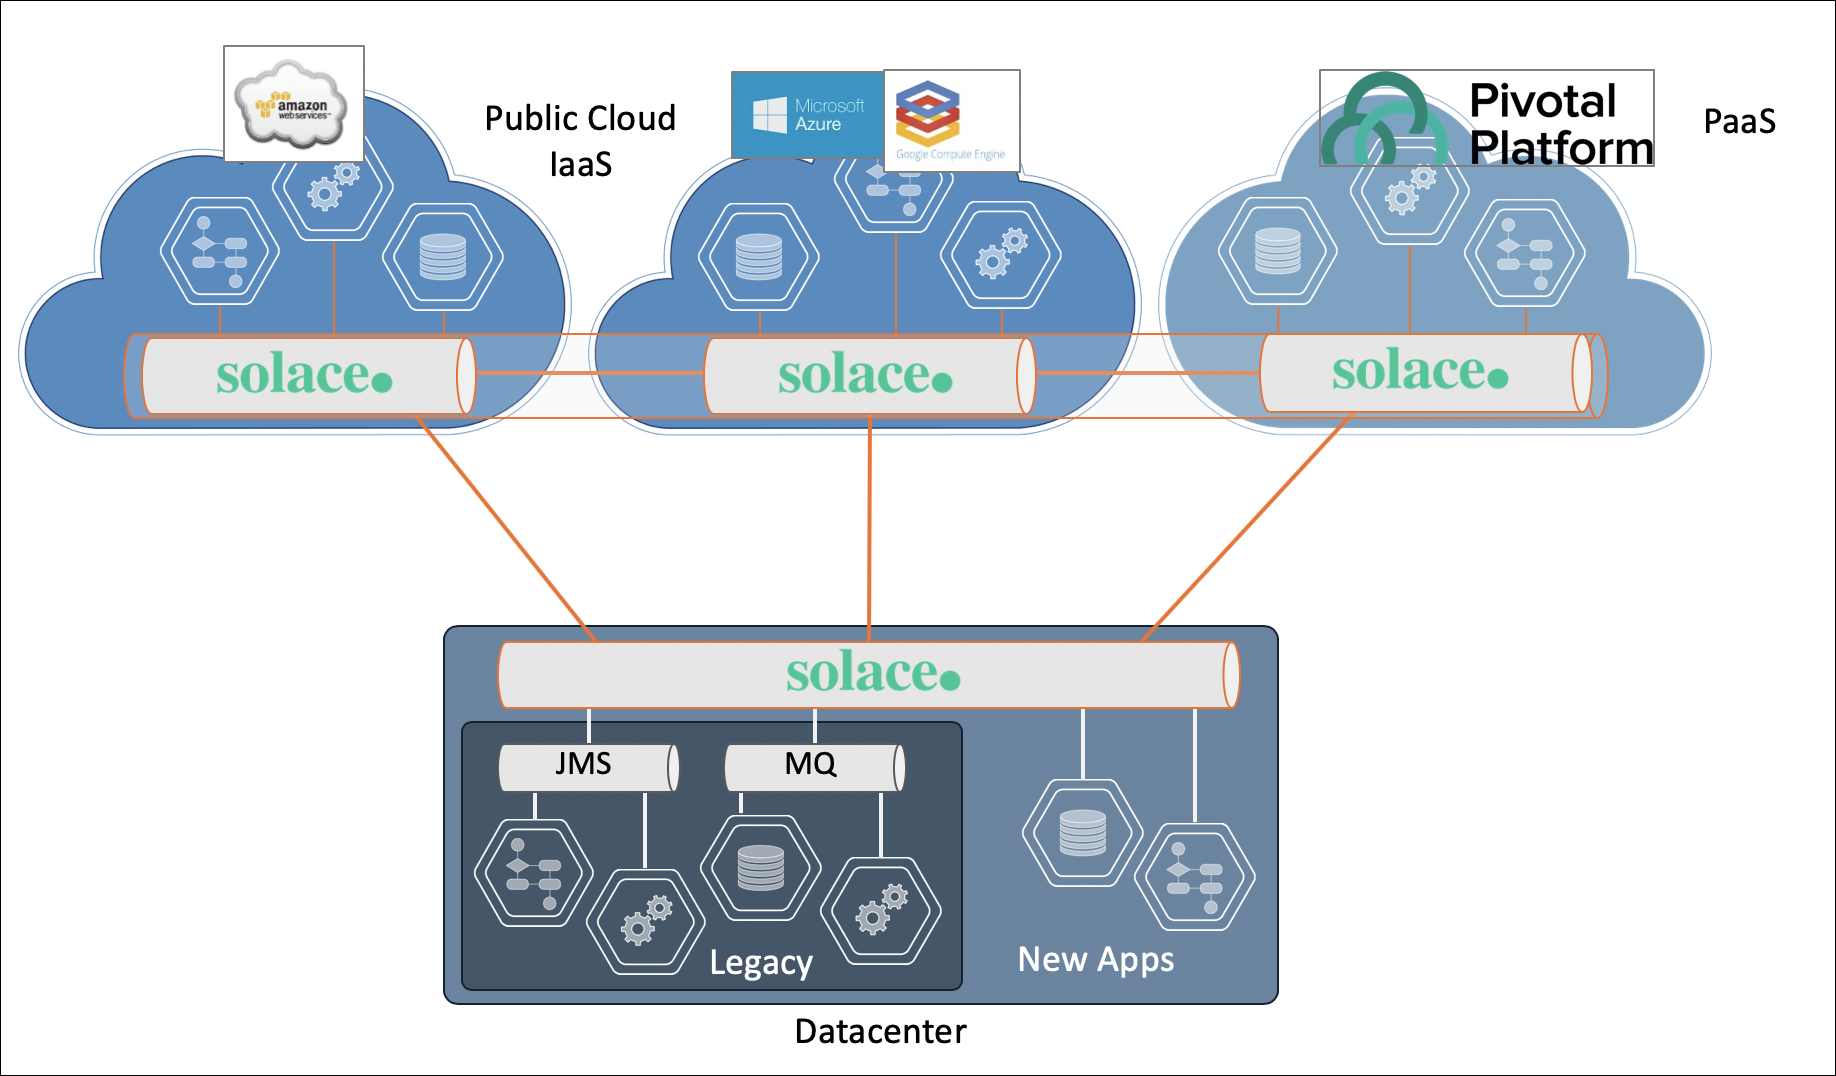 amazon
webservices™
Public Cloud
IaaS
Microsoft
Azure
Google Compute Engine
Pivotal
Platform
PaaS
solace.
solace.
solace.
solace.
JMS
MQ
Legacy
New Apps
Datacenter